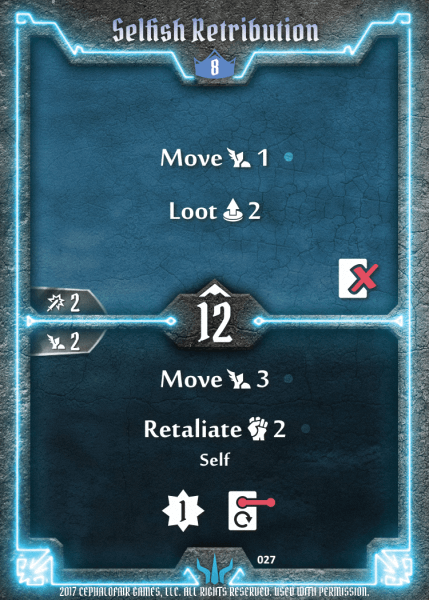 Selfish Retribution
8
Move 1
Loot 2
2
12
2
Move 3
Retaliate 2
Self
1
027
2017 CEPHALOFAIR GAMES, LLC. ALL RIGHTS RESERVED. USED WITH PERMISSION.